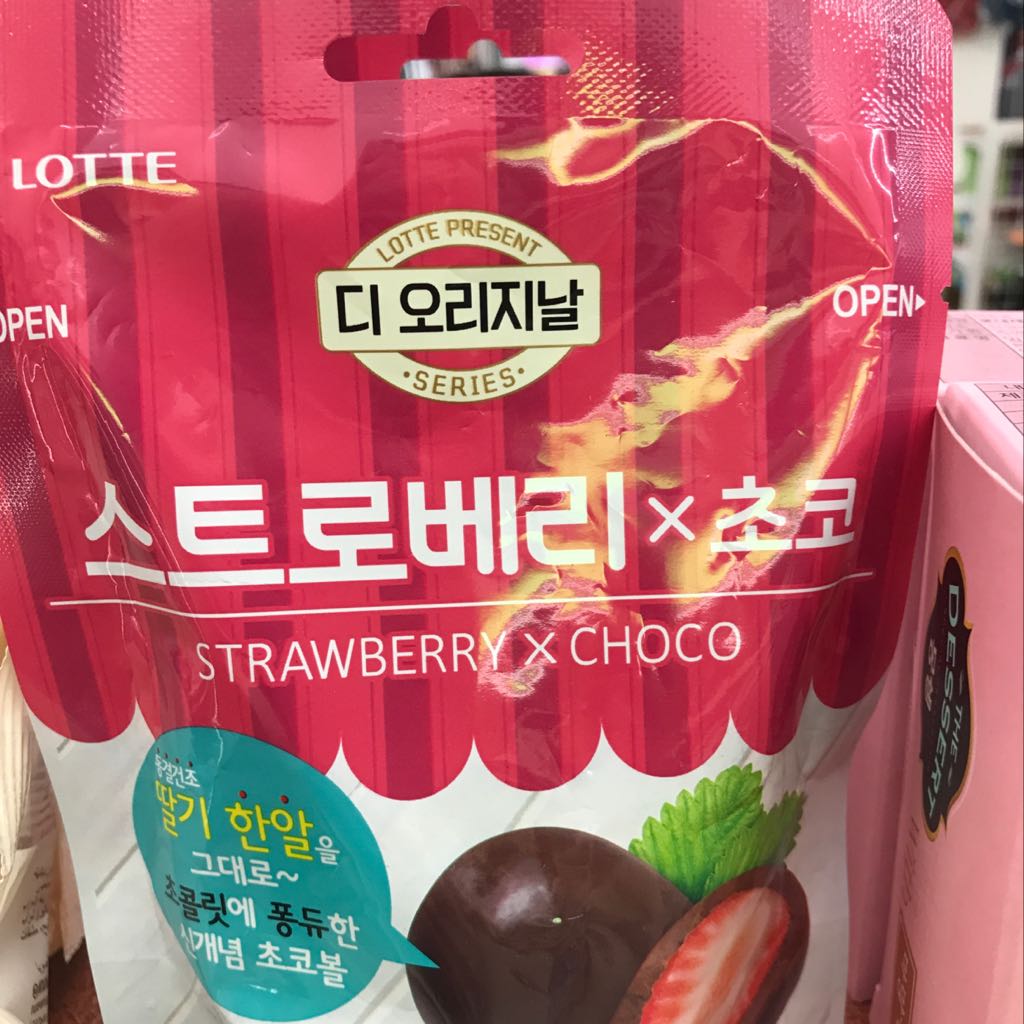 LOTTE
LOTTE PRESENT
디 오리지날
·SERIES·
OPEN
OPEN
스트로베리×초코
STRAWBERRY X CHOCO
동결건조
딸기 한알을
그대로~
초콜릿에 퐁듀한
신개념 초코볼
THE
DESSERT